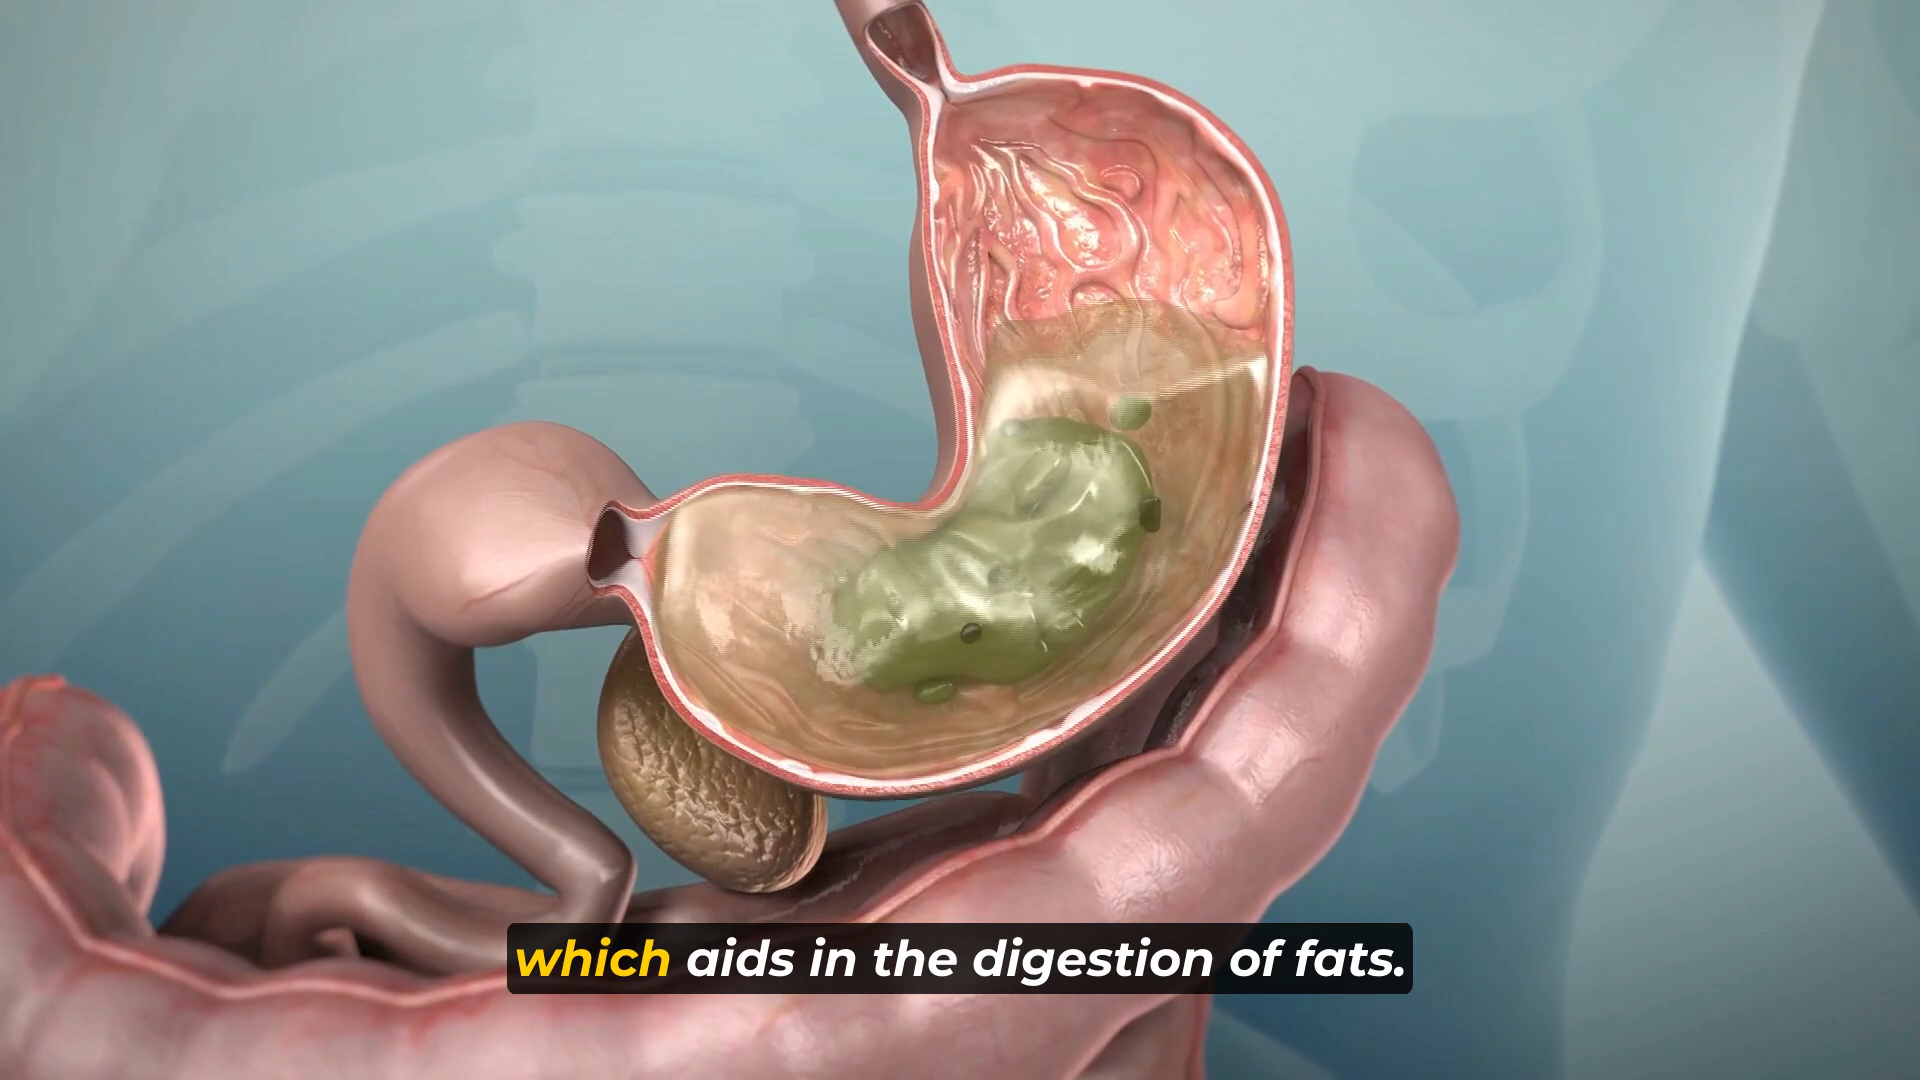 which aids in the digestion of fats.